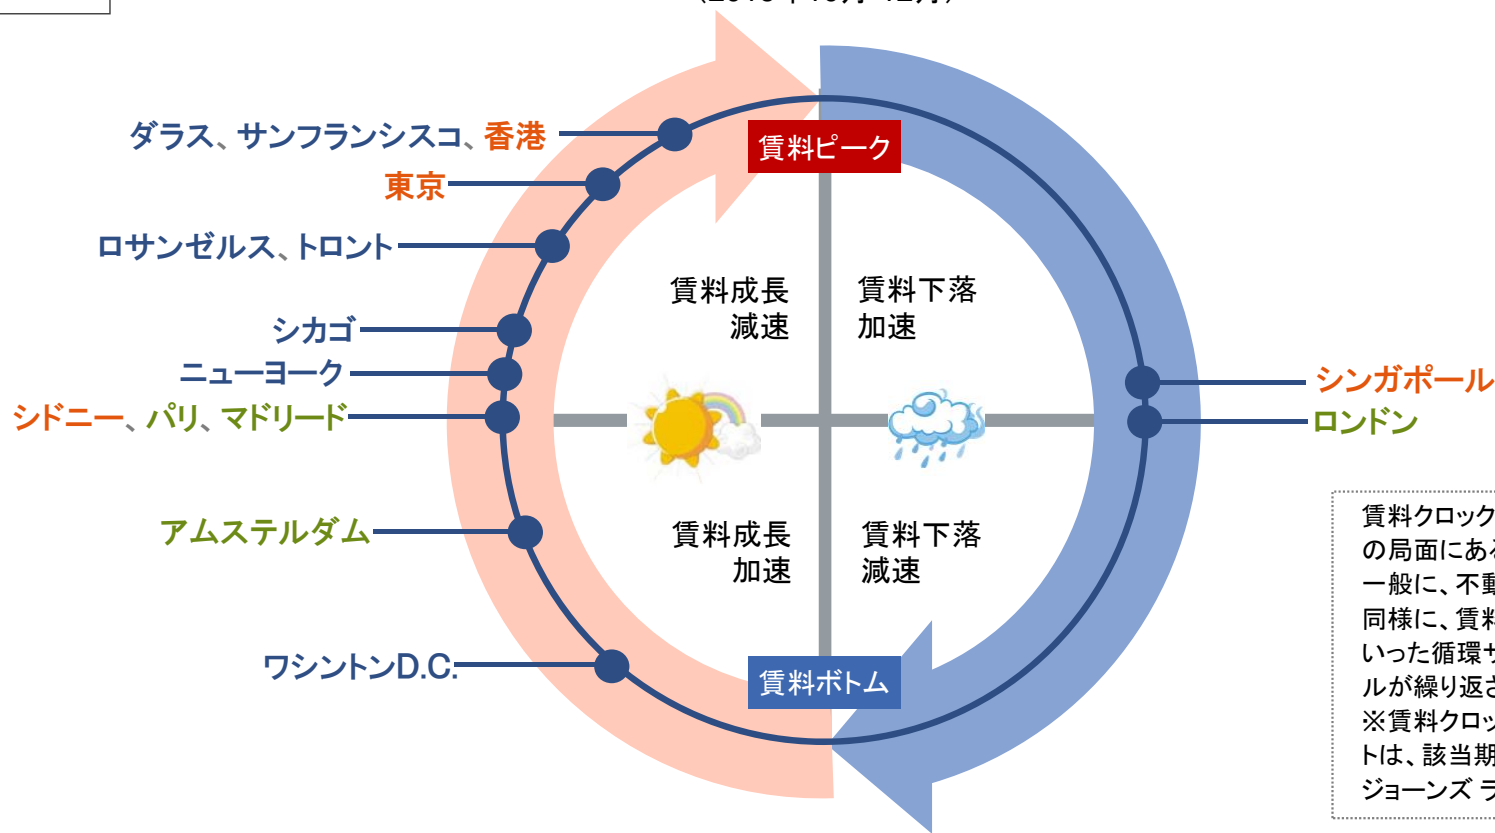 ダラス、サンフランシスコ、香港
賃料ピーク
東京
ロサンゼルス、トロント
賃料成長
減速
賃料下落
加速
シカゴ
ニューヨーク
シンガポール
シドニー、パリ、マドリード
ロンドン
アムステルダム
賃料成長
加速
賃料下落
減速
ワシントンD.C.
賃料ボトム
賃料クロック
の局面にあ
一般に、不動
同様に、賃料
いった循環サ
ルが繰り返さ
※賃料クロッ
トは、該当期
ジョーンズ ラ